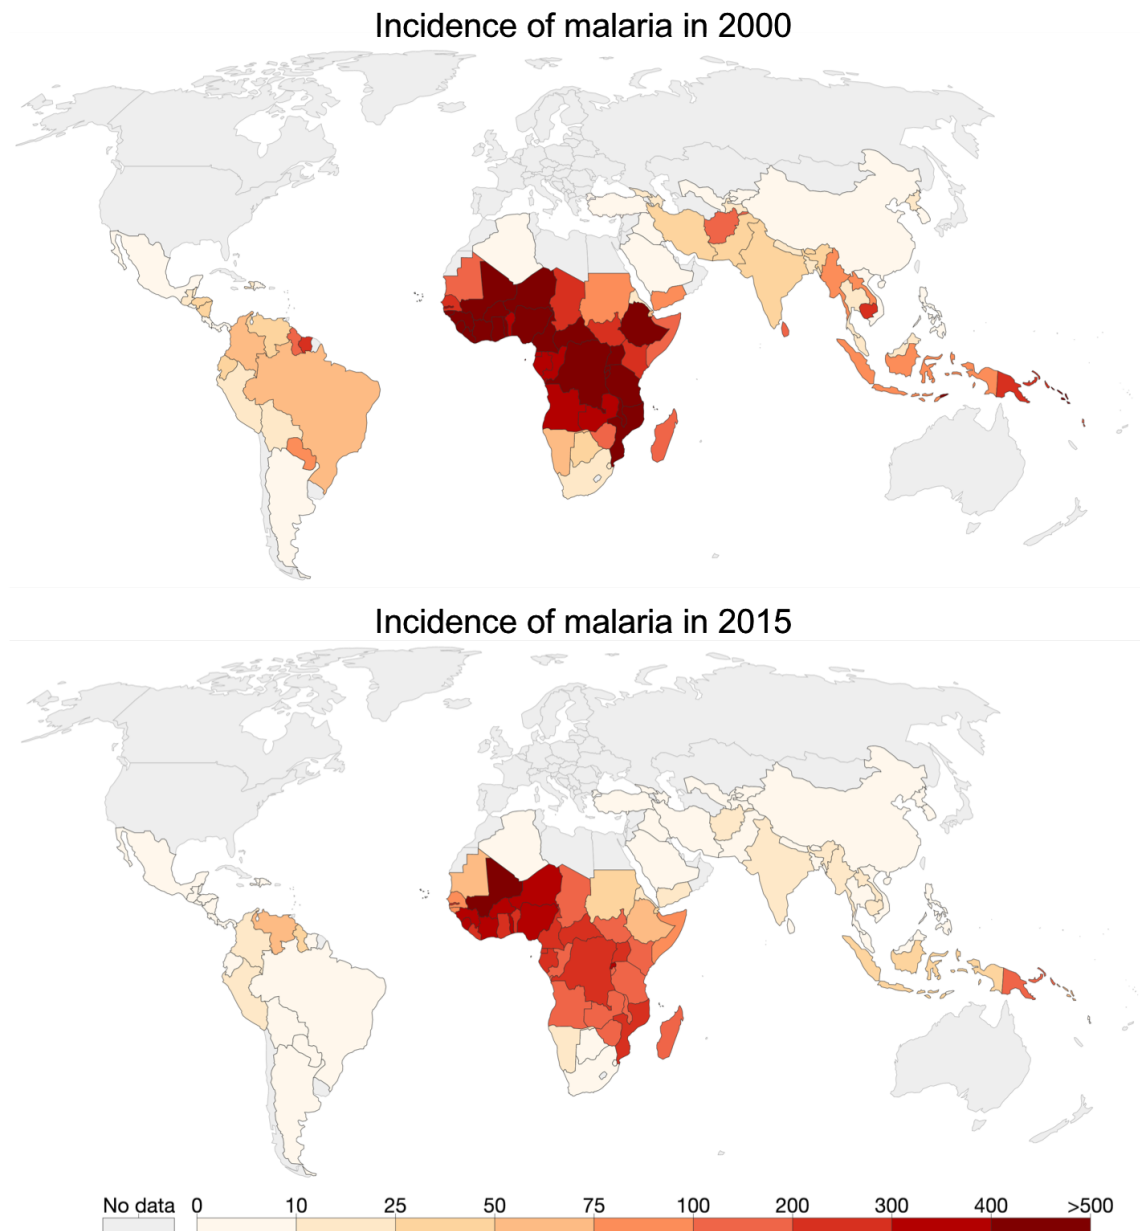 Incidence of malaria in 2000
Incidence of malaria in 2015
No data 0 10 25 50 75 100 200 300 400 >500